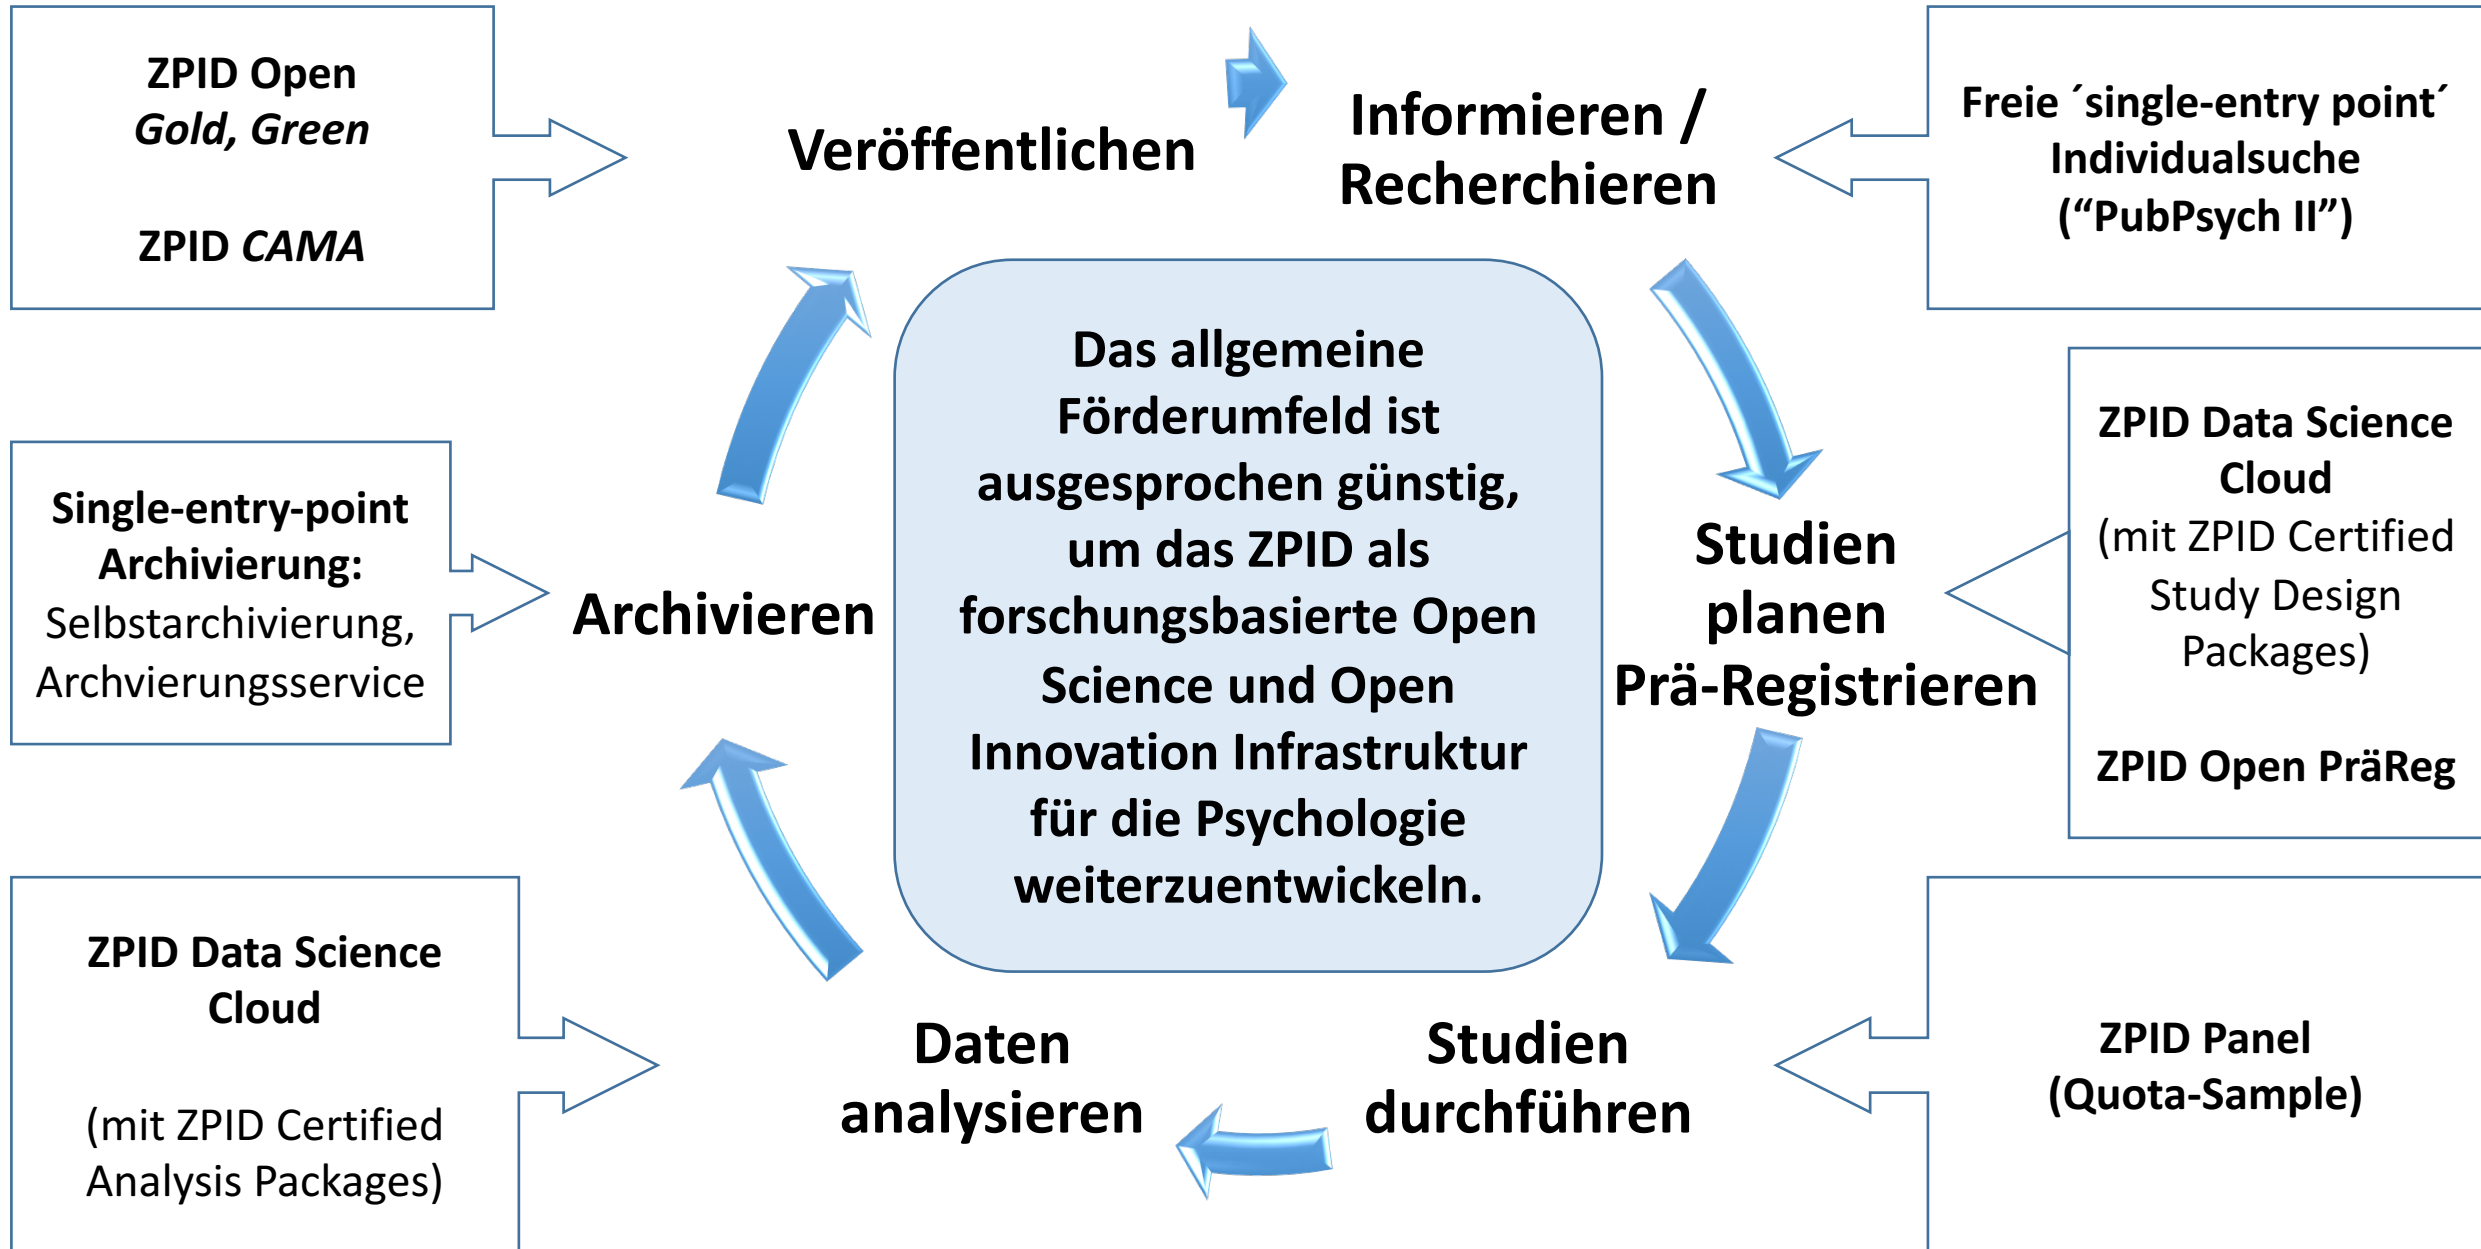 ZPID Open
Gold, Green
ZPID CAMA
Veröffentlichen
Informieren /
Recherchieren
Freie ´single-entry point´
Individualsuche
(“PubPsych II”)
Single-entry-point
Archivierung:
Selbstarchivierung,
Archvierungsservice
Archivieren
Das allgemeine
Förderumfeld ist
ausgesprochen günstig,
um das ZPID als
forschungsbasierte Open
Science und Open
Innovation Infrastruktur
für die Psychologie
weiterzuentwickeln.
Studien
planen
Prä-Registrieren
ZPID Data Science
Cloud
(mit ZPID Certified
Study Design
Packages)
ZPID Open PräReg
ZPID Data Science
Cloud
(mit ZPID Certified
Analysis Packages)
Daten
analysieren
Studien
durchführen
ZPID Panel
(Quota-Sample)